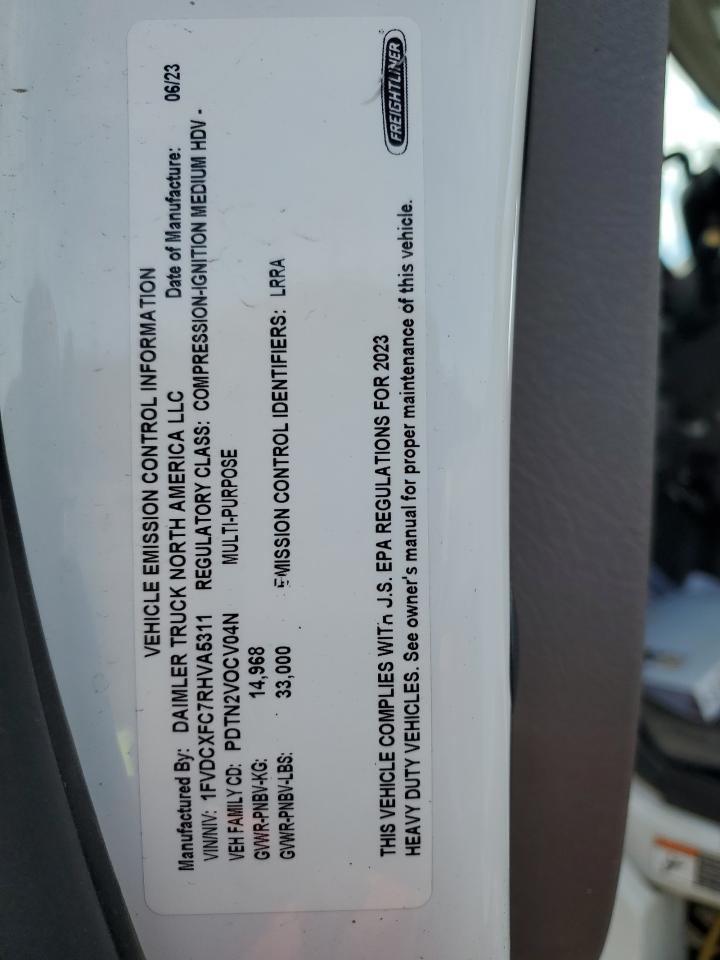 VEHICLE EMISSION CONTROL INFORMATION
Manufactured By: DAIMLER TRUCK NORTH AMERICA LLC Date of Manufacture: 06/23
VIN/NIV: 1FVDCXFC7RHVA5311 REGULATORY CLASS: COMPRESSION-IGNITION MEDIUM HDV -
VEH FAMILY CD: PDTN2VOCV04N MULTI-PURPOSE
GVWR-PNBV-KG: 14,968
GVWR-PNBV-LBS: 33,000 EMISSION CONTROL IDENTIFIERS: LRRA
THIS VEHICLE COMPLIES WITH U.S. EPA REGULATIONS FOR 2023
HEAVY DUTY VEHICLES. See owner's manual for proper maintenance of this vehicle.
FREIGHTLINER